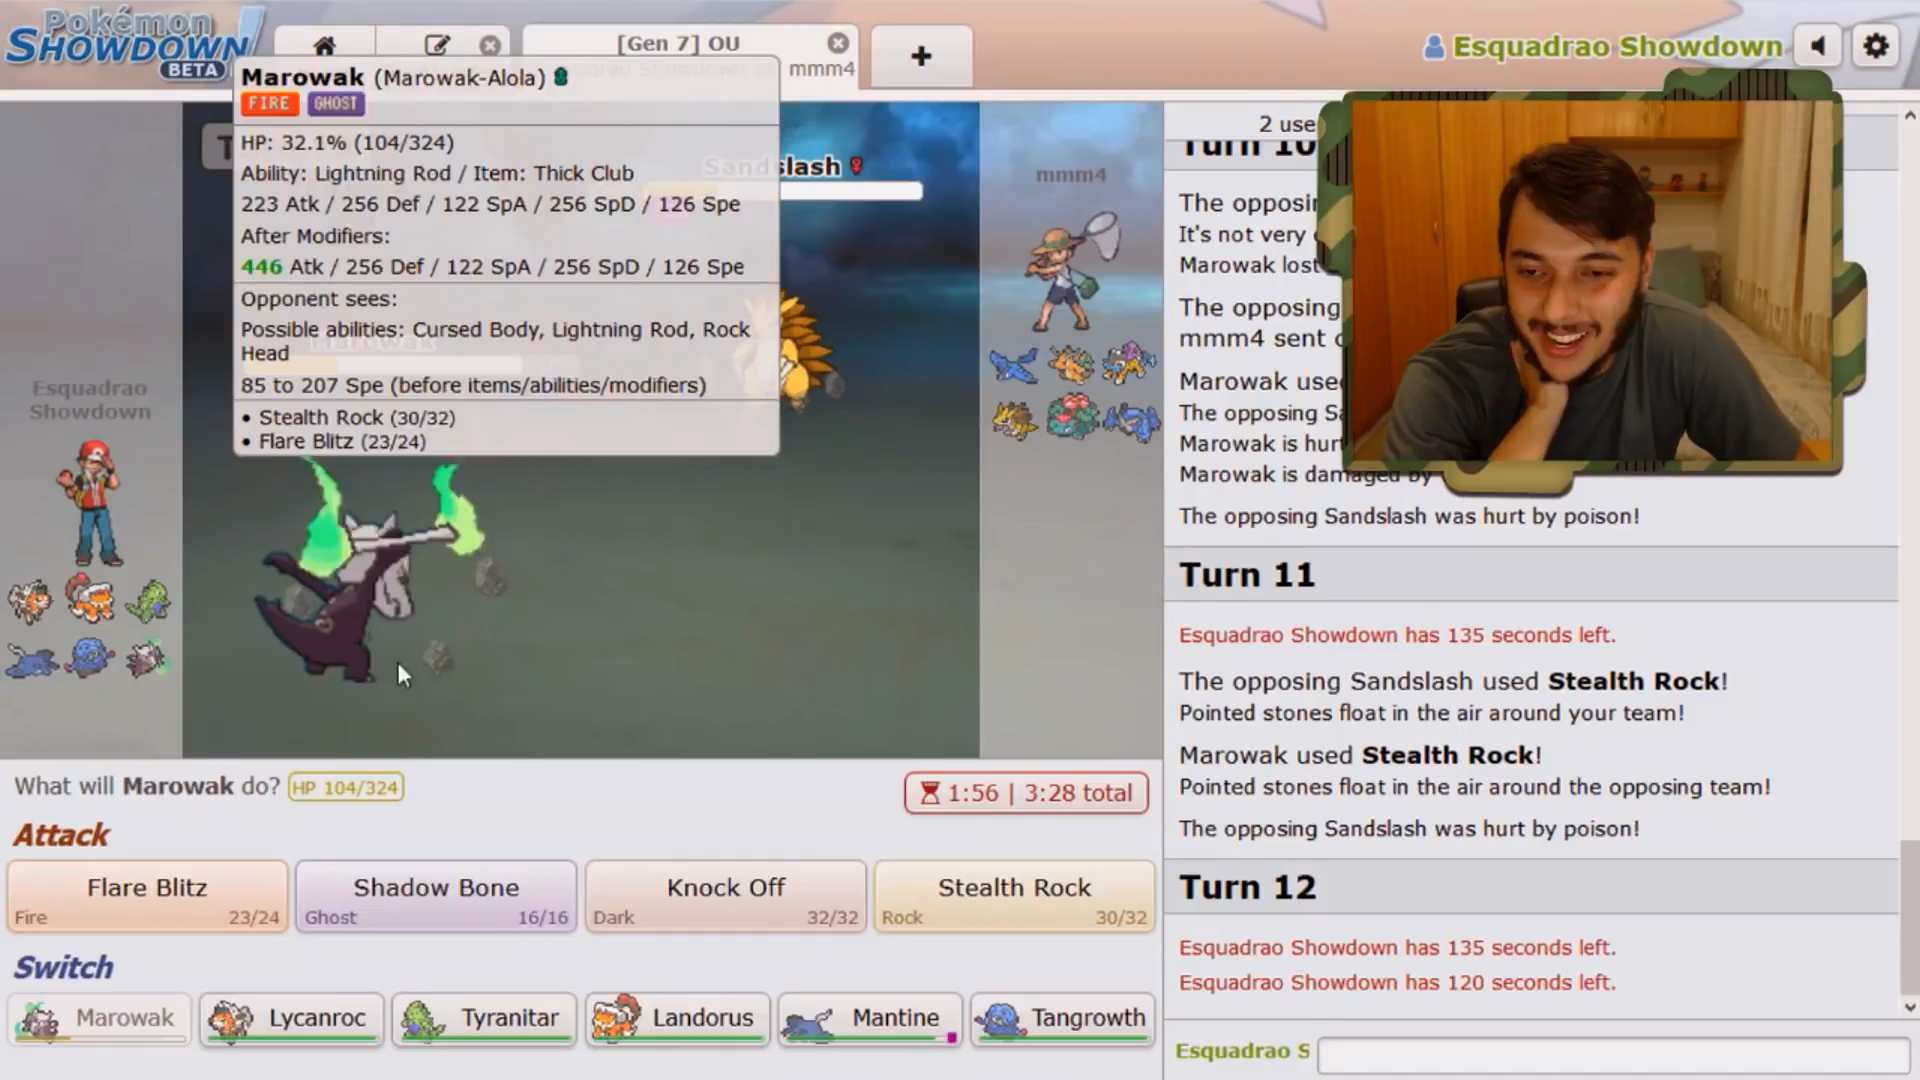 Pokémon
SHOWDOWN!
BETA
[Gen 7] OU
mmm4
+
Esquadrao Showdown
Marowak (Marowak-Alola)
FIRE GHOST
HP: 32.1% (104/324)
Ability: Lightning Rod / Item: Thick Club
223 Atk / 256 Def / 122 SpA / 256 SpD / 126 Spe
After Modifiers:
446 Atk / 256 Def / 122 SpA / 256 SpD / 126 Spe
Opponent sees:
Possible abilities: Cursed Body, Lightning Rod, Rock
Head
85 to 207 Spe (before items/abilities/modifiers)
• Stealth Rock (30/32)
• Flare Blitz (23/24)
Sandslash
mmm4
Esquadrao
Showdown
2 use
Turn 10
The opposin
It's not very
Marowak lost
The opposing
mmm4 sent
Marowak used
The opposing Sa
Marowak is hurt
Marowak is damaged by
The opposing Sandslash was hurt by poison!
Turn 11
Esquadrao Showdown has 135 seconds left.
The opposing Sandslash used Stealth Rock!
Pointed stones float in the air around your team!
Marowak used Stealth Rock!
Pointed stones float in the air around the opposing team!
The opposing Sandslash was hurt by poison!
Turn 12
Esquadrao Showdown has 135 seconds left.
Esquadrao Showdown has 120 seconds left.
Esquadrao S
What will Marowak do? HP 104/324
1:56 | 3:28 total
Attack
Flare Blitz
Fire 23/24
Shadow Bone
Ghost 16/16
Knock Off
Dark 32/32
Stealth Rock
Rock 30/32
Switch
Marowak
Lycanroc
Tyranitar
Landorus
Mantine
Tangrowth